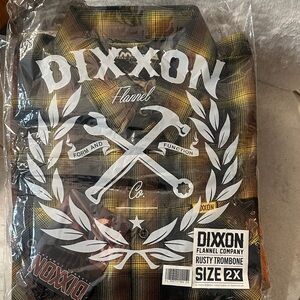 DIXXON
Flannel
FORM AND
FUNCTION
Co.
DIXXON
DIXXON
FLANNEL COMPANY
RUSTY TROMBONE
SIZE 2X